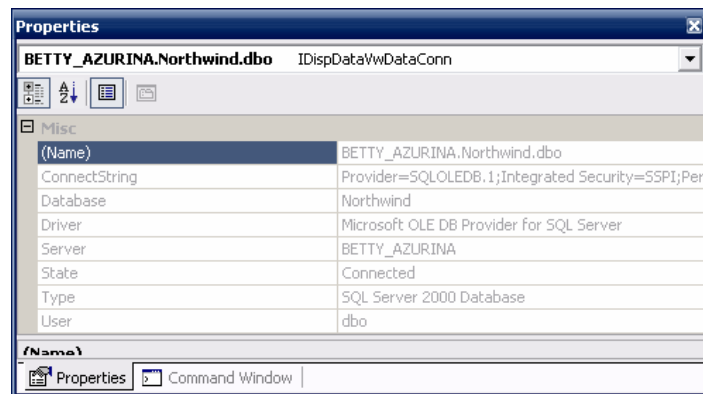 Properties
BETTY_AZURINA.Northwind.dbo IDispDataVwDataConn
Misc
(Name) BETTY_AZURINA.Northwind.dbo
ConnectString Provider=SQLOLEDB.1;Integrated Security=SSPI;Per
Database Northwind
Driver Microsoft OLE DB Provider for SQL Server
Server BETTY_AZURINA
State Connected
Type SQL Server 2000 Database
User dbo
(Name)
Properties Command Window